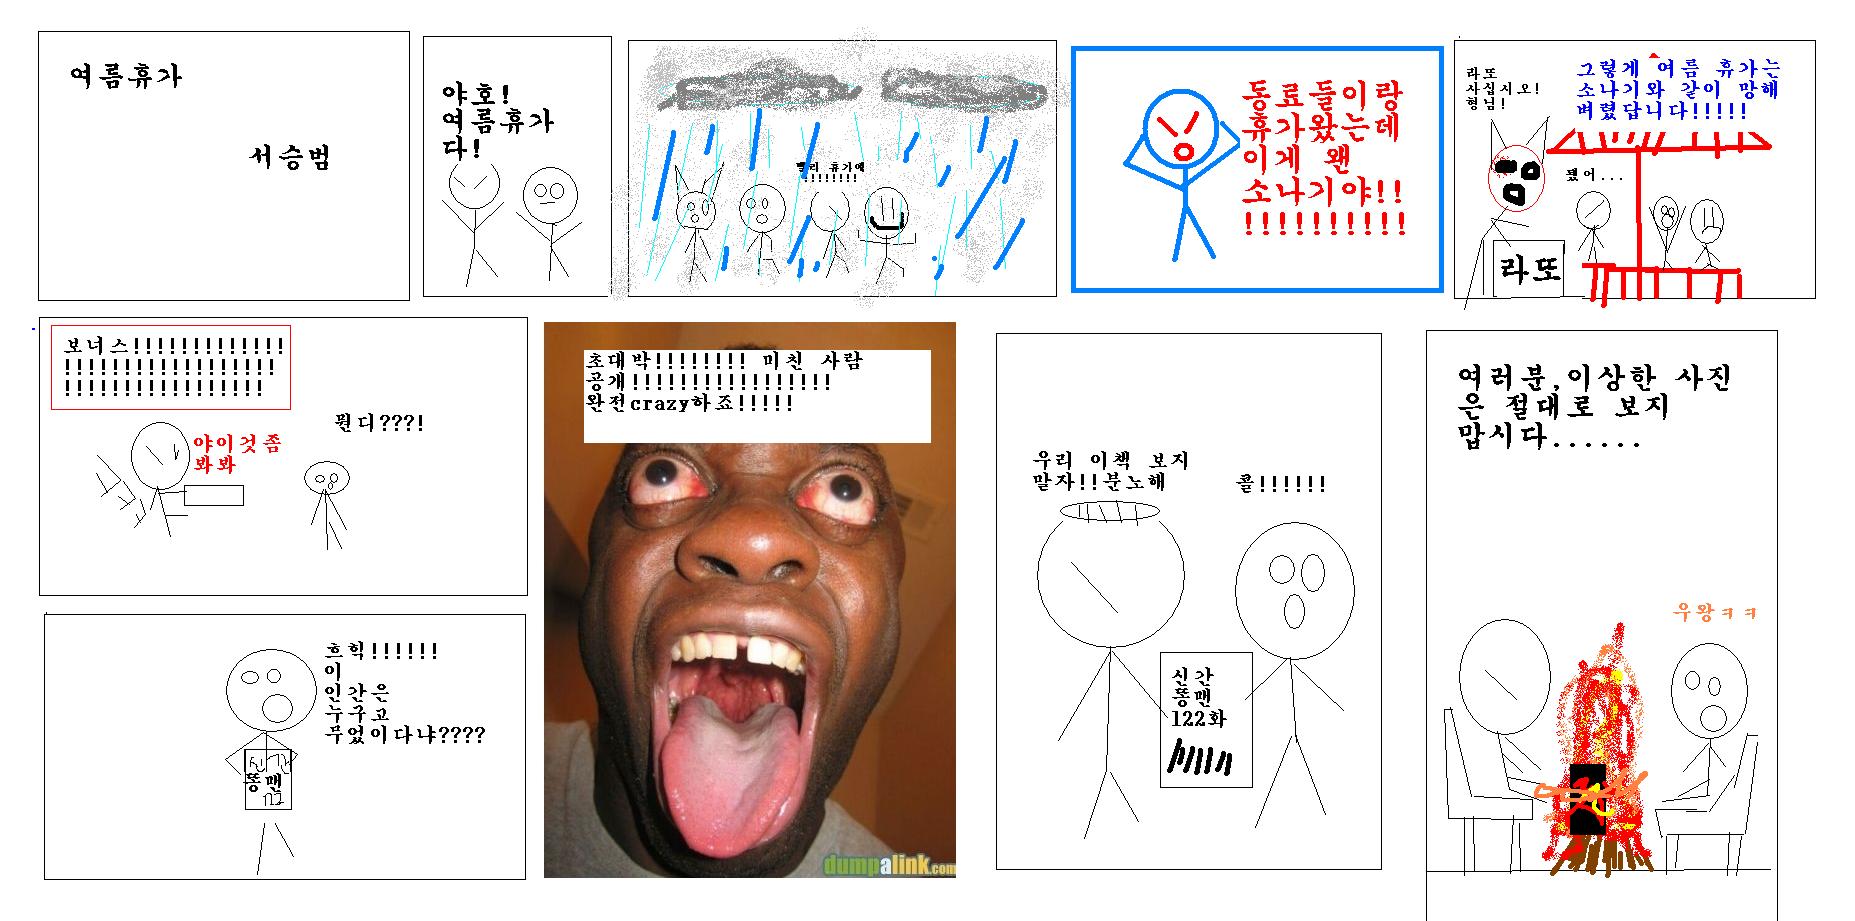 여름휴가
서승범
야호!
여름휴가
다!
빨리 휴가에
!!!!!!!!
동료들이랑
휴가왔는데
이게 왠
소나기야!!
!!!!!!!!!!
라또
사십시오!
형님!
그렇게 여름 휴가는
소나기와 같이 망해
버렸답니다!!!!!
됐어...
라또
보너스!!!!!!!!!!!!!
!!!!!!!!!!!!!!!!!!
!!!!!!!!!!!!!!!!!
야이것좀
봐봐
뭔디???!
흐헉!!!!!!
이
인간은
누구고
무었이다냐????
신간
똥맨
초대박!!!!!!!! 미친 사람
공개!!!!!!!!!!!!!!!!!
완전crazy하죠!!!!!
dumpalink.com
우리 이책 보지
말자!!분노해
콜!!!!!!
신간
똥맨
122화
여러분,이상한 사진
은 절대로 보지
맙시다......
우왕ㅋㅋ